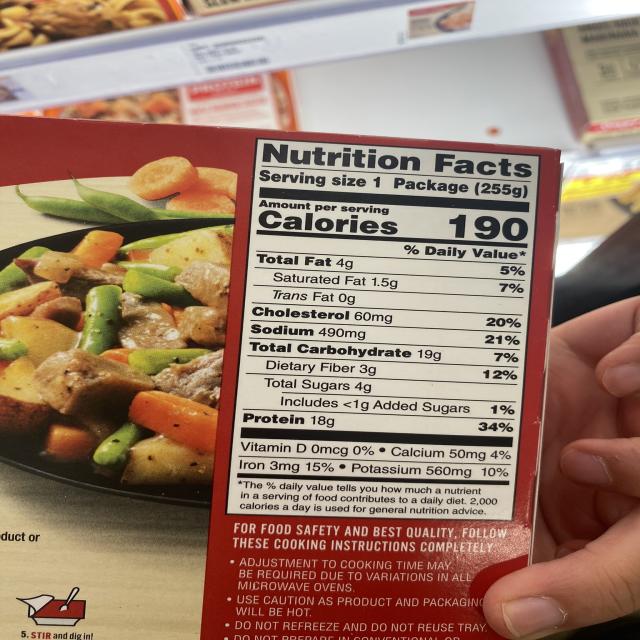 Nutrition Facts
Serving size 1 Package (255g)
Amount per serving
Calories 190
% Daily Value*
Total Fat 4g 5%
Saturated Fat 1.5g 7%
Trans Fat 0g
Cholesterol 60mg 20%
Sodium 490mg 21%
Total Carbohydrate 19g 7%
Dietary Fiber 3g 12%
Total Sugars 4g
Includes <1g Added Sugars 1%
Protein 18g 34%
Vitamin D 0mcg 0% • Calcium 50mg 4%
Iron 3mg 15% • Potassium 560mg 10%
*The % daily value tells you how much a nutrient
in a serving of food contributes to a daily diet. 2,000
calories a day is used for general nutrition advice.
FOR FOOD SAFETY AND BEST QUALITY, FOLLOW
THESE COOKING INSTRUCTIONS COMPLETELY
• ADJUSTMENT TO COOKING TIME MAY
BE REQUIRED DUE TO VARIATIONS IN ALL
MICROWAVE OVENS.
• USE CAUTION AS PRODUCT AND PACKAGING
WILL BE HOT.
• DO NOT REFREEZE AND DO NOT REUSE TRAY.
• DO NOT PREPARE IN CONVENTIONAL OR
duct or
5. STIR and dig in!